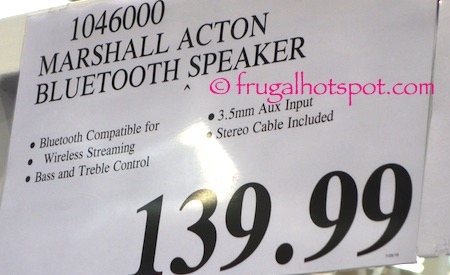 1046000
MARSHALL ACTON
BLUETOOTH SPEAKER
© frugalhotspot.com
• Bluetooth Compatible for
• Wireless Streaming
• Bass and Treble Control
• 3.5mm Aux Input
• Stereo Cable Included
139.99